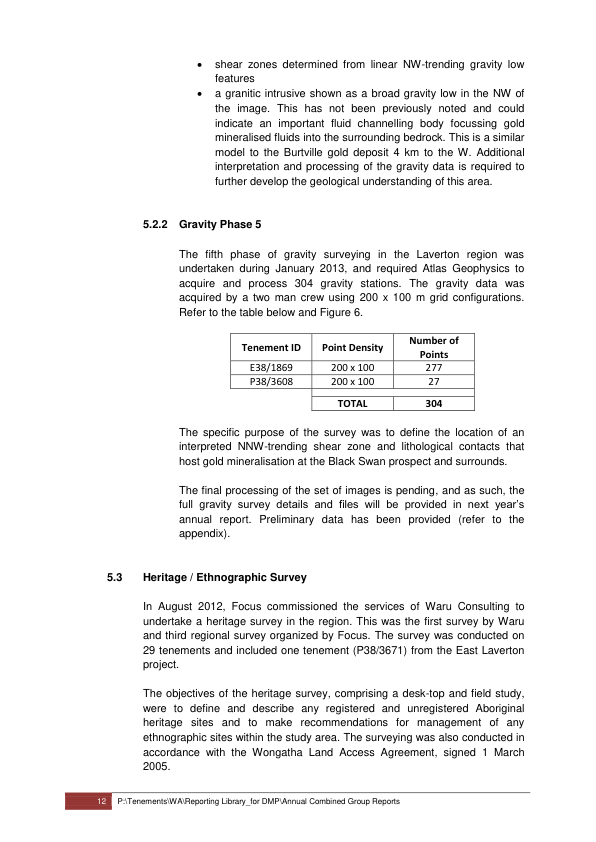 • shear zones determined from linear NW-trending gravity low
features
• a granitic intrusive shown as a broad gravity low in the NW of
the image. This has not been previously noted and could
indicate an important fluid channelling body focussing gold
mineralised fluids into the surrounding bedrock. This is a similar
model to the Burtville gold deposit 4 km to the W. Additional
interpretation and processing of the gravity data is required to
further develop the geological understanding of this area.
5.2.2 Gravity Phase 5
The fifth phase of gravity surveying in the Laverton region was
undertaken during January 2013, and required Atlas Geophysics to
acquire and process 304 gravity stations. The gravity data was
acquired by a two man crew using 200 x 100 m grid configurations.
Refer to the table below and Figure 6.
Tenement ID Point Density Number of
Points
E38/1869 200 x 100 277
P38/3608 200 x 100 27
TOTAL 304
The specific purpose of the survey was to define the location of an
interpreted NNW-trending shear zone and lithological contacts that
host gold mineralisation at the Black Swan prospect and surrounds.
The final processing of the set of images is pending, and as such, the
full gravity survey details and files will be provided in next year's
annual report. Preliminary data has been provided (refer to the
appendix).
5.3 Heritage / Ethnographic Survey
In August 2012, Focus commissioned the services of Waru Consulting to
undertake a heritage survey in the region. This was the first survey by Waru
and third regional survey organized by Focus. The survey was conducted on
29 tenements and included one tenement (P38/3671) from the East Laverton
project.
The objectives of the heritage survey, comprising a desk-top and field study,
were to define and describe any registered and unregistered Aboriginal
heritage sites and to make recommendations for management of any
ethnographic sites within the study area. The surveying was also conducted in
accordance with the Wongatha Land Access Agreement, signed 1 March
2005.
12 P:\Tenements\WA\Reporting Library_for DMP\Annual Combined Group Reports